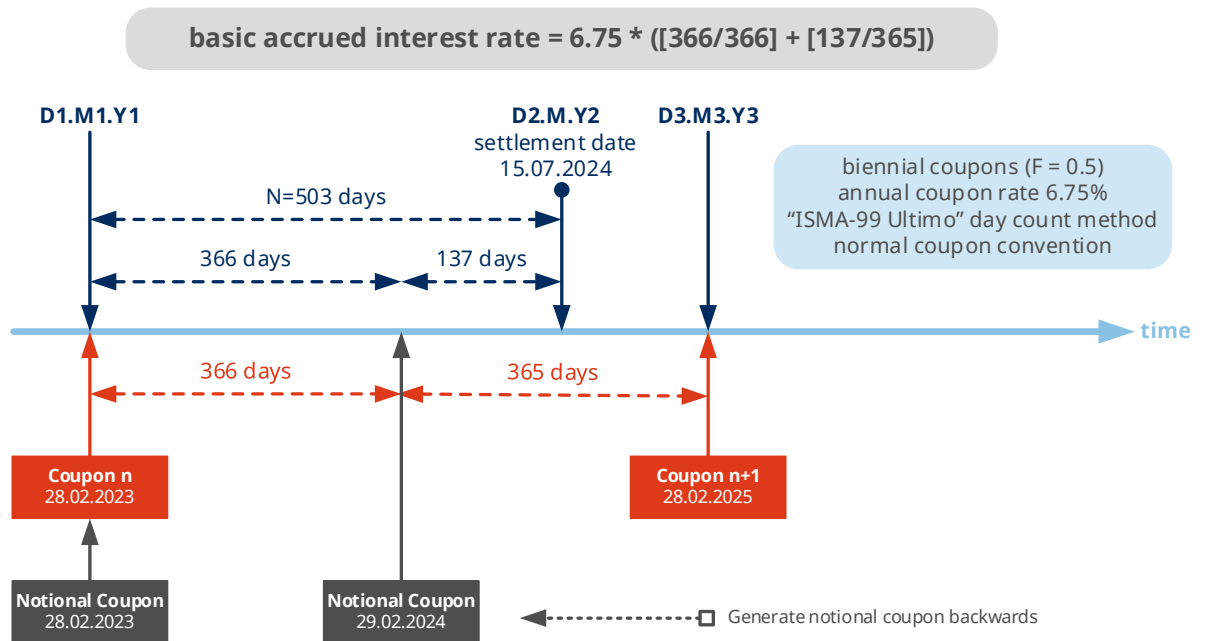 basic accrued interest rate = 6.75 * ([366/366] + [137/365])
D1.M1.Y1
D2.M.Y2
D3.M3.Y3
settlement date
15.07.2024
biennial coupons (F = 0.5)
annual coupon rate 6.75%
“ISMA-99 Ultimo” day count method
normal coupon convention
N=503 days
366 days
137 days
time
366 days
365 days
Coupon n
28.02.2023
Coupon n+1
28.02.2025
Notional Coupon
28.02.2023
Notional Coupon
29.02.2024
Generate notional coupon backwards